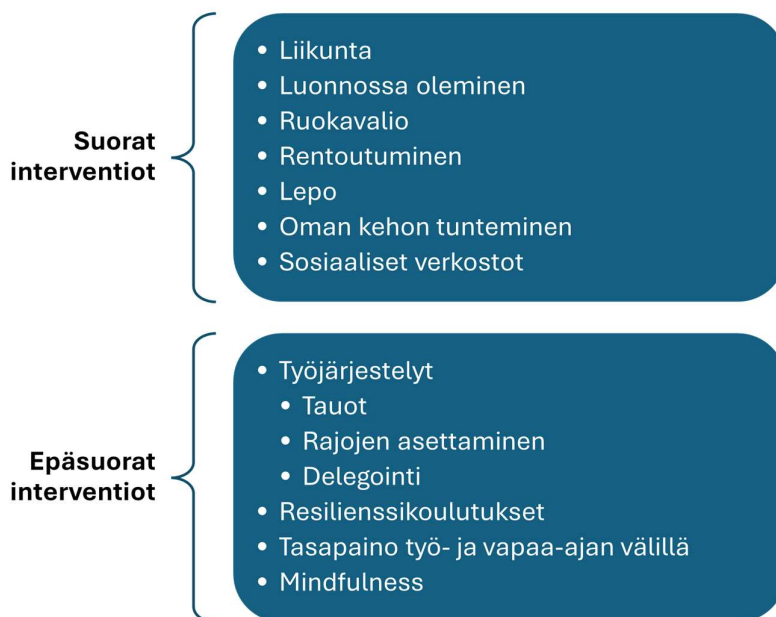 Suorat
interventiot
• Liikunta
• Luonnossa oleminen
• Ruokavalio
• Rentoutuminen
• Lepo
• Oman kehon tunteminen
• Sosiaaliset verkostot
Epäsuorat
interventiot
• Työjärjestelyt
• Tauot
• Rajojen asettaminen
• Delegointi
• Resilienssikoulutukset
• Tasapaino työ- ja vapaa-ajan välillä
• Mindfulness